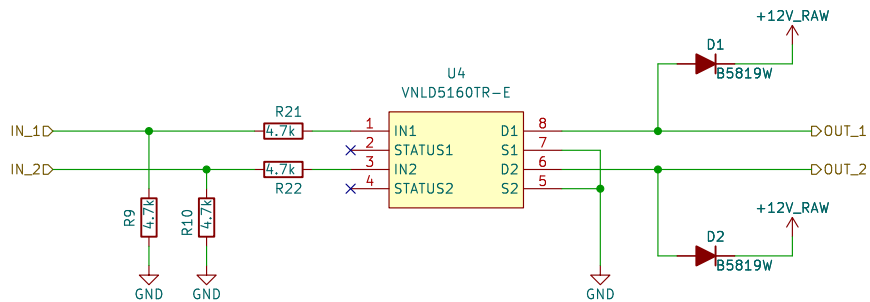 +12V_RAW
D1
B5819W
U4
VNLD5160TR-E
R21
4.7k
IN_1
1 IN1 D1 8
OUT_1
2 STATUS1 S1 7
IN_2
4.7k
R22
3 IN2 D2 6
OUT_2
4 STATUS2 S2 5
R9
4.7k
R10
4.7k
+12V_RAW
D2
B5819W
GND
GND
GND